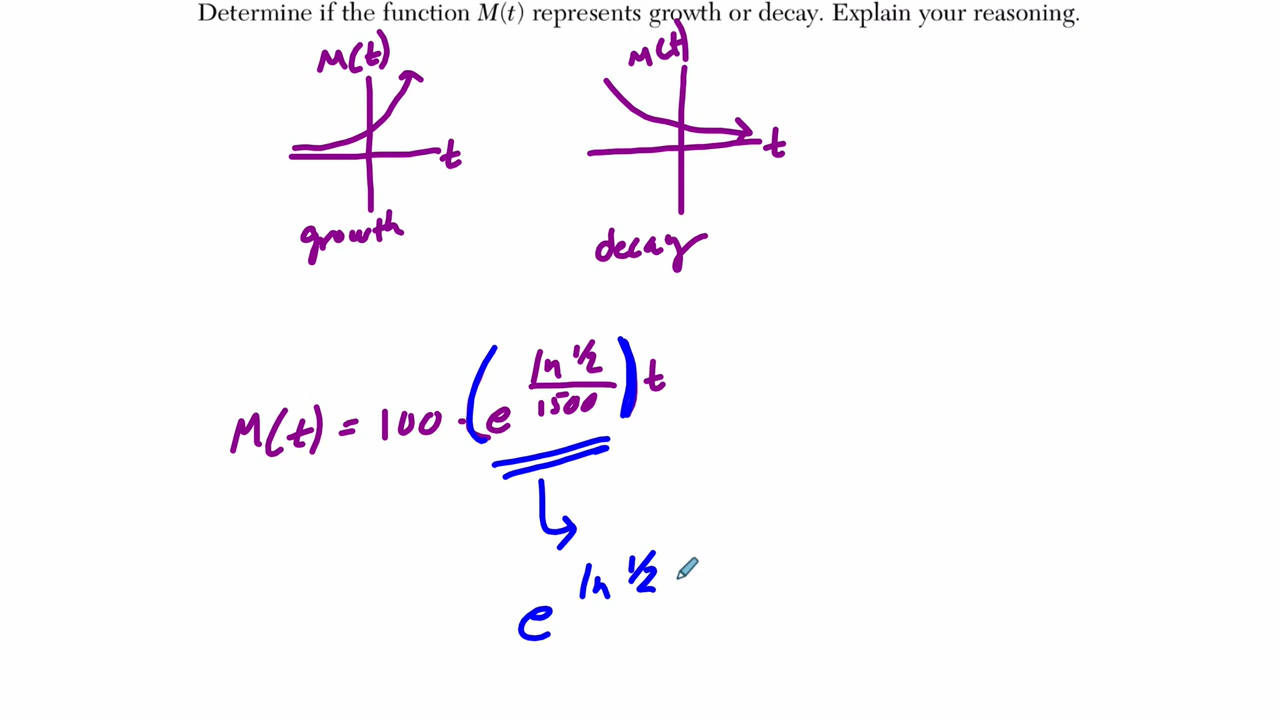 Determine if the function M(t) represents growth or decay. Explain your reasoning.
M(t) M(t)
t t
growth decay
M(t) = 100 · (e^(ln 1/2 / 1500))t
e^(ln 1/2)